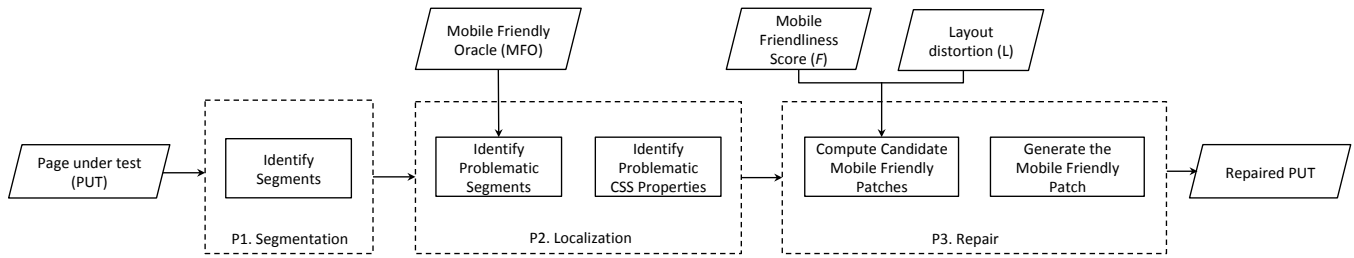 Mobile Friendly
Oracle (MFO)
Mobile
Friendliness
Score (F)
Layout
distortion (L)
Page under test
(PUT)
Identify
Segments
P1. Segmentation
Identify
Problematic
Segments
Identify
Problematic
CSS Properties
P2. Localization
Compute Candidate
Mobile Friendly
Patches
Generate the
Mobile Friendly
Patch
P3. Repair
Repaired PUT